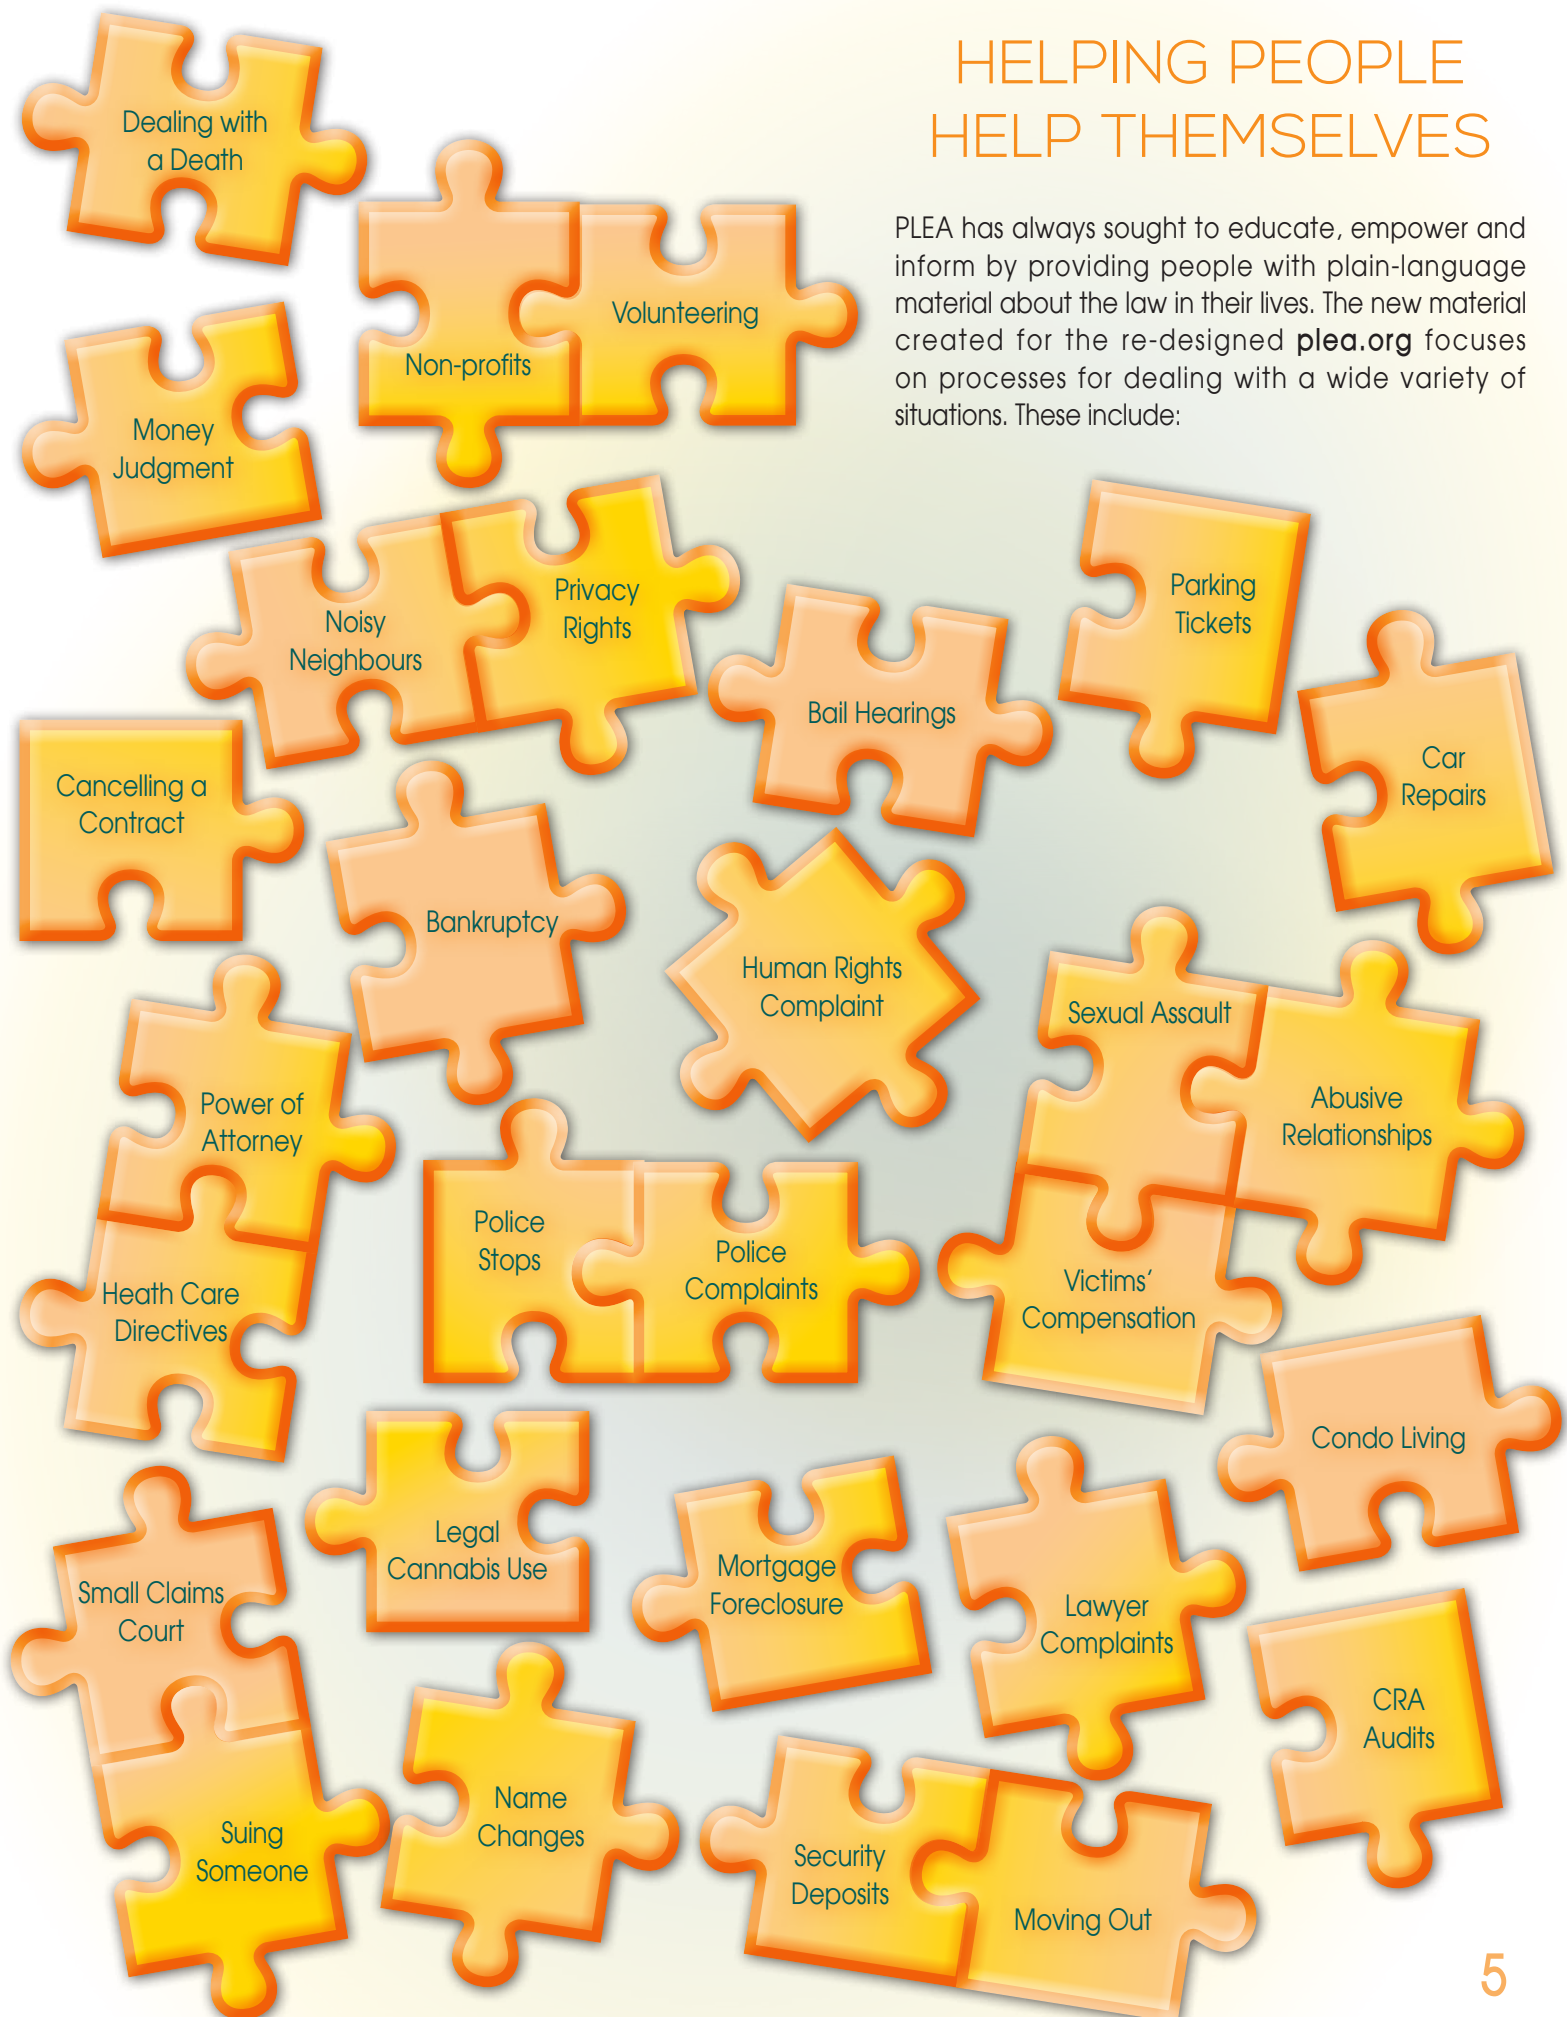 HELPING PEOPLE
HELP THEMSELVES
PLEA has always sought to educate, empower and
inform by providing people with plain-language
material about the law in their lives. The new material
created for the re-designed plea.org focuses
on processes for dealing with a wide variety of
situations. These include:
Dealing with
a Death
Non-profits
Volunteering
Money
Judgment
Noisy
Neighbours
Privacy
Rights
Bail Hearings
Parking
Tickets
Car
Repairs
Cancelling a
Contract
Bankruptcy
Human Rights
Complaint
Sexual Assault
Abusive
Relationships
Power of
Attorney
Police
Stops
Police
Complaints
Victims’
Compensation
Heath Care
Directives
Condo Living
Legal
Cannabis Use
Mortgage
Foreclosure
Lawyer
Complaints
Small Claims
Court
CRA
Audits
Suing
Someone
Name
Changes
Security
Deposits
Moving Out
5